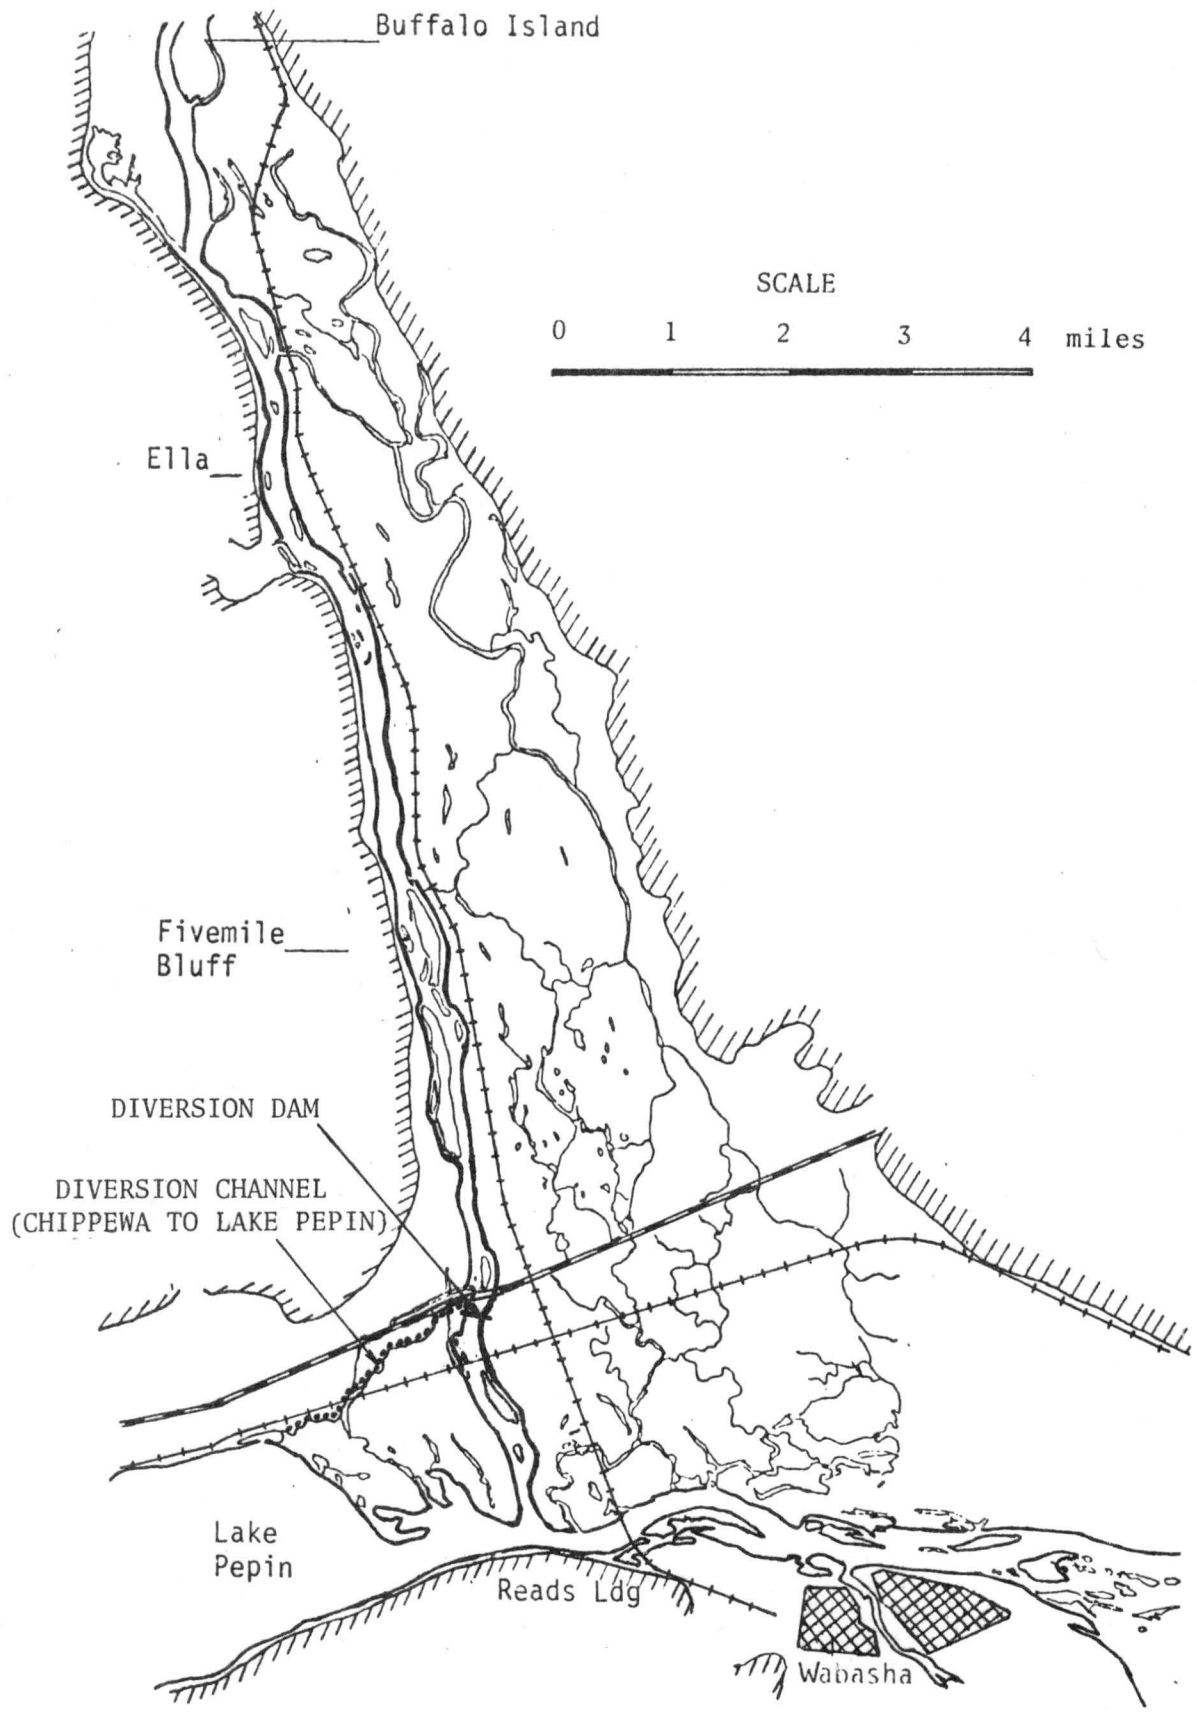 Buffalo Island
SCALE
0 1 2 3 4 miles
Ella
Fivemile
Bluff
DIVERSION DAM
DIVERSION CHANNEL
(CHIPPEWA TO LAKE PEPIN)
Lake
Pepin
Reads Ldg
Wabasha